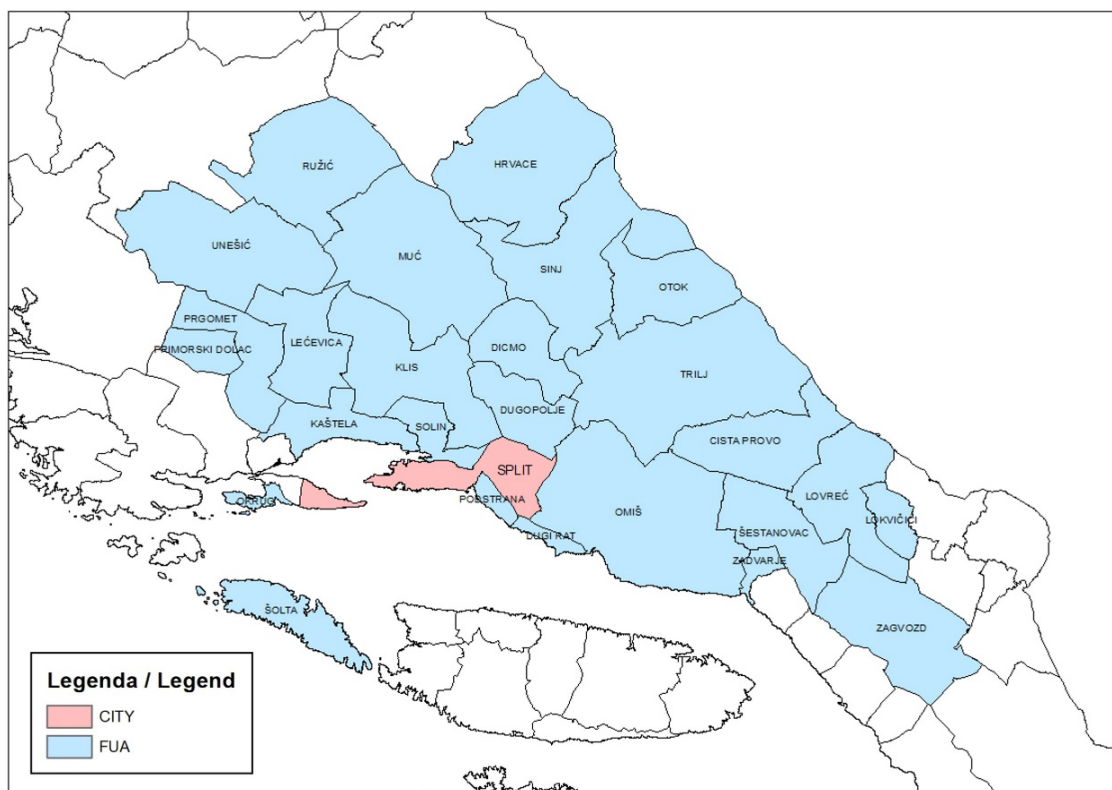 RUŽIĆ
HRVACE
UNEŠIĆ
MUĆ
SINJ
OTOK
PRGOMET
PRIMORSKI DOLAC
LEĆEVICA
DICMO
KLIS
TRILJ
DUGOPOLJE
KAŠTELA
SOLIN
CISTA PROVO
SPLIT
LOVREĆ
OKRUG
PODSTRANA
OMIŠ
LOKVIČIĆI
DUGI RAT
ŠESTANOVAC
ZADVARJE
ŠOLTA
ZAGVOZD
Legenda / Legend
CITY
FUA